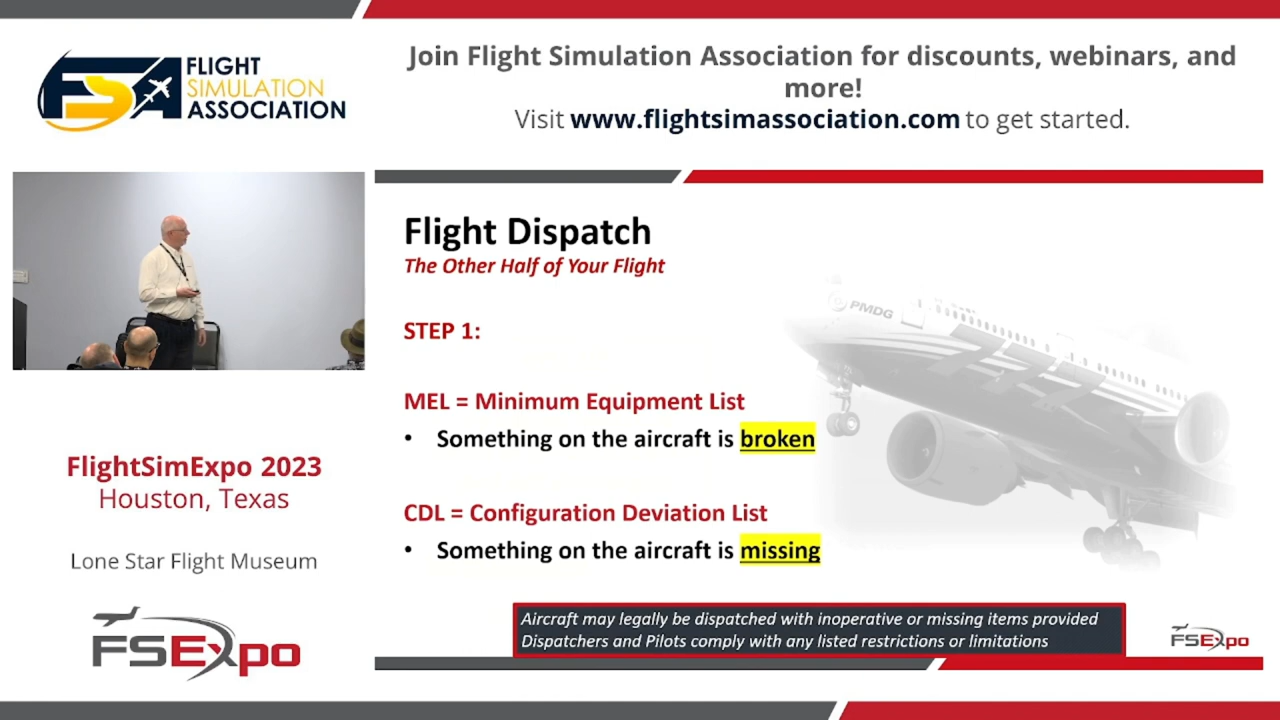 FLIGHT
SIMULATION
ASSOCIATION
FSA
Join Flight Simulation Association for discounts, webinars, and
more!
Visit www.flightsimassociation.com to get started.
Flight Dispatch
The Other Half of Your Flight
STEP 1:
MEL = Minimum Equipment List
• Something on the aircraft is broken
CDL = Configuration Deviation List
• Something on the aircraft is missing
PMDG
Aircraft may legally be dispatched with inoperative or missing items provided
Dispatchers and Pilots comply with any listed restrictions or limitations
FSExpo
FlightSimExpo 2023
Houston, Texas
Lone Star Flight Museum
FSExpo